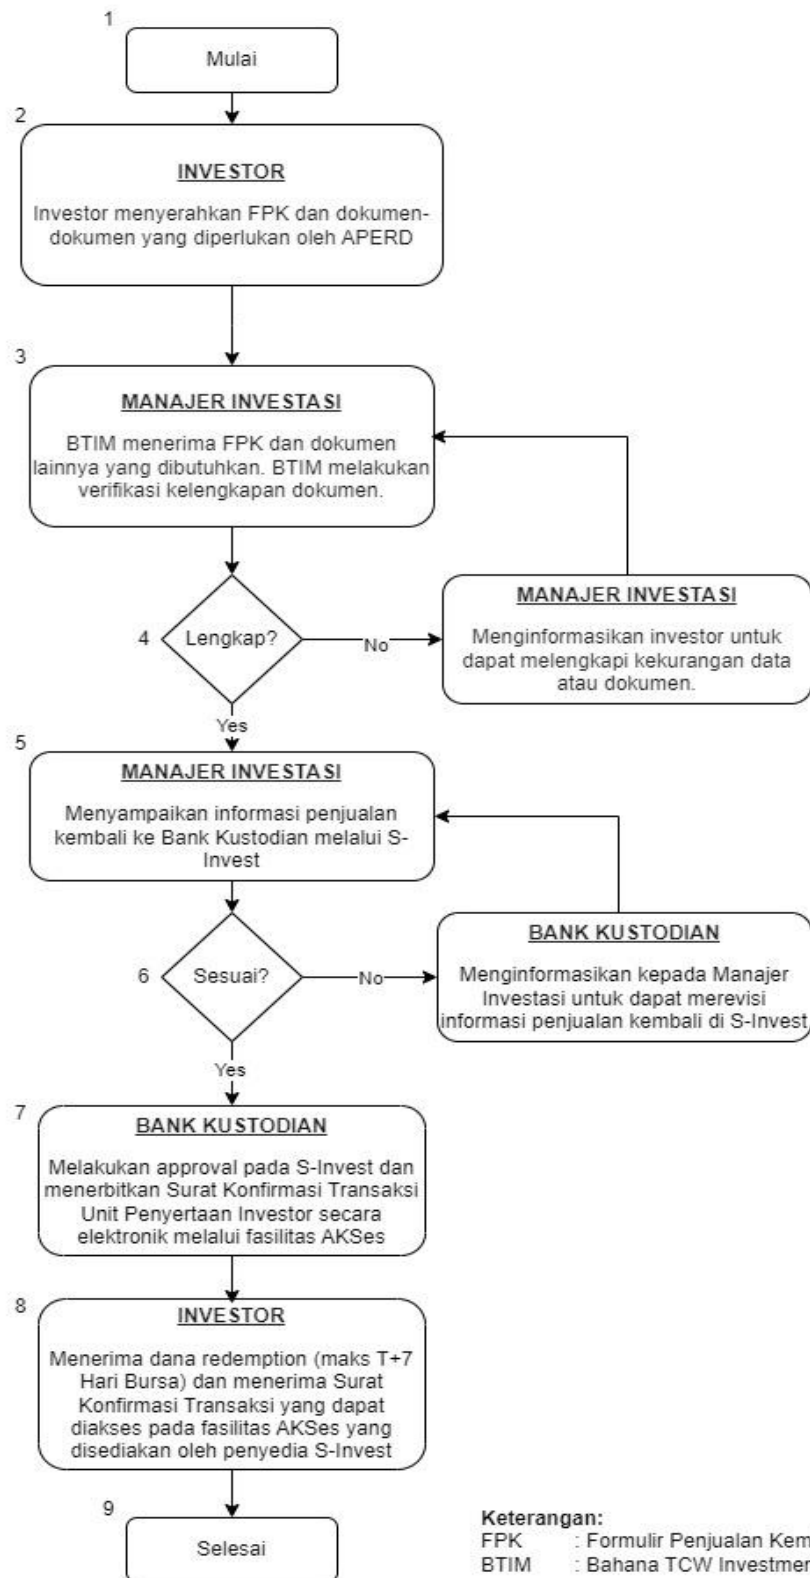 1
Mulai
2
INVESTOR
Investor menyerahkan FPK dan dokumen-
dokumen yang diperlukan oleh APERD
3
MANAJER INVESTASI
BTIM menerima FPK dan dokumen
lainnya yang dibutuhkan. BTIM melakukan
verifikasi kelengkapan dokumen.
4
Lengkap?
No
MANAJER INVESTASI
Menginformasikan investor untuk
dapat melengkapi kekurangan data
atau dokumen.
Yes
5
MANAJER INVESTASI
Menyampaikan informasi penjualan
kembali ke Bank Kustodian melalui S-
Invest
6
Sesuai?
No
BANK KUSTODIAN
Menginformasikan kepada Manajer
Investasi untuk dapat merevisi
informasi penjualan kembali di S-Invest
Yes
7
BANK KUSTODIAN
Melakukan approval pada S-Invest dan
menerbitkan Surat Konfirmasi Transaksi
Unit Penyertaan Investor secara
elektronik melalui fasilitas AKSes
8
INVESTOR
Menerima dana redemption (maks T+7
Hari Bursa) dan menerima Surat
Konfirmasi Transaksi yang dapat
diakses pada fasilitas AKSes yang
disediakan oleh penyedia S-Invest
9
Selesai
Keterangan:
FPK : Formulir Penjualan
BTIM : Bahana TCW